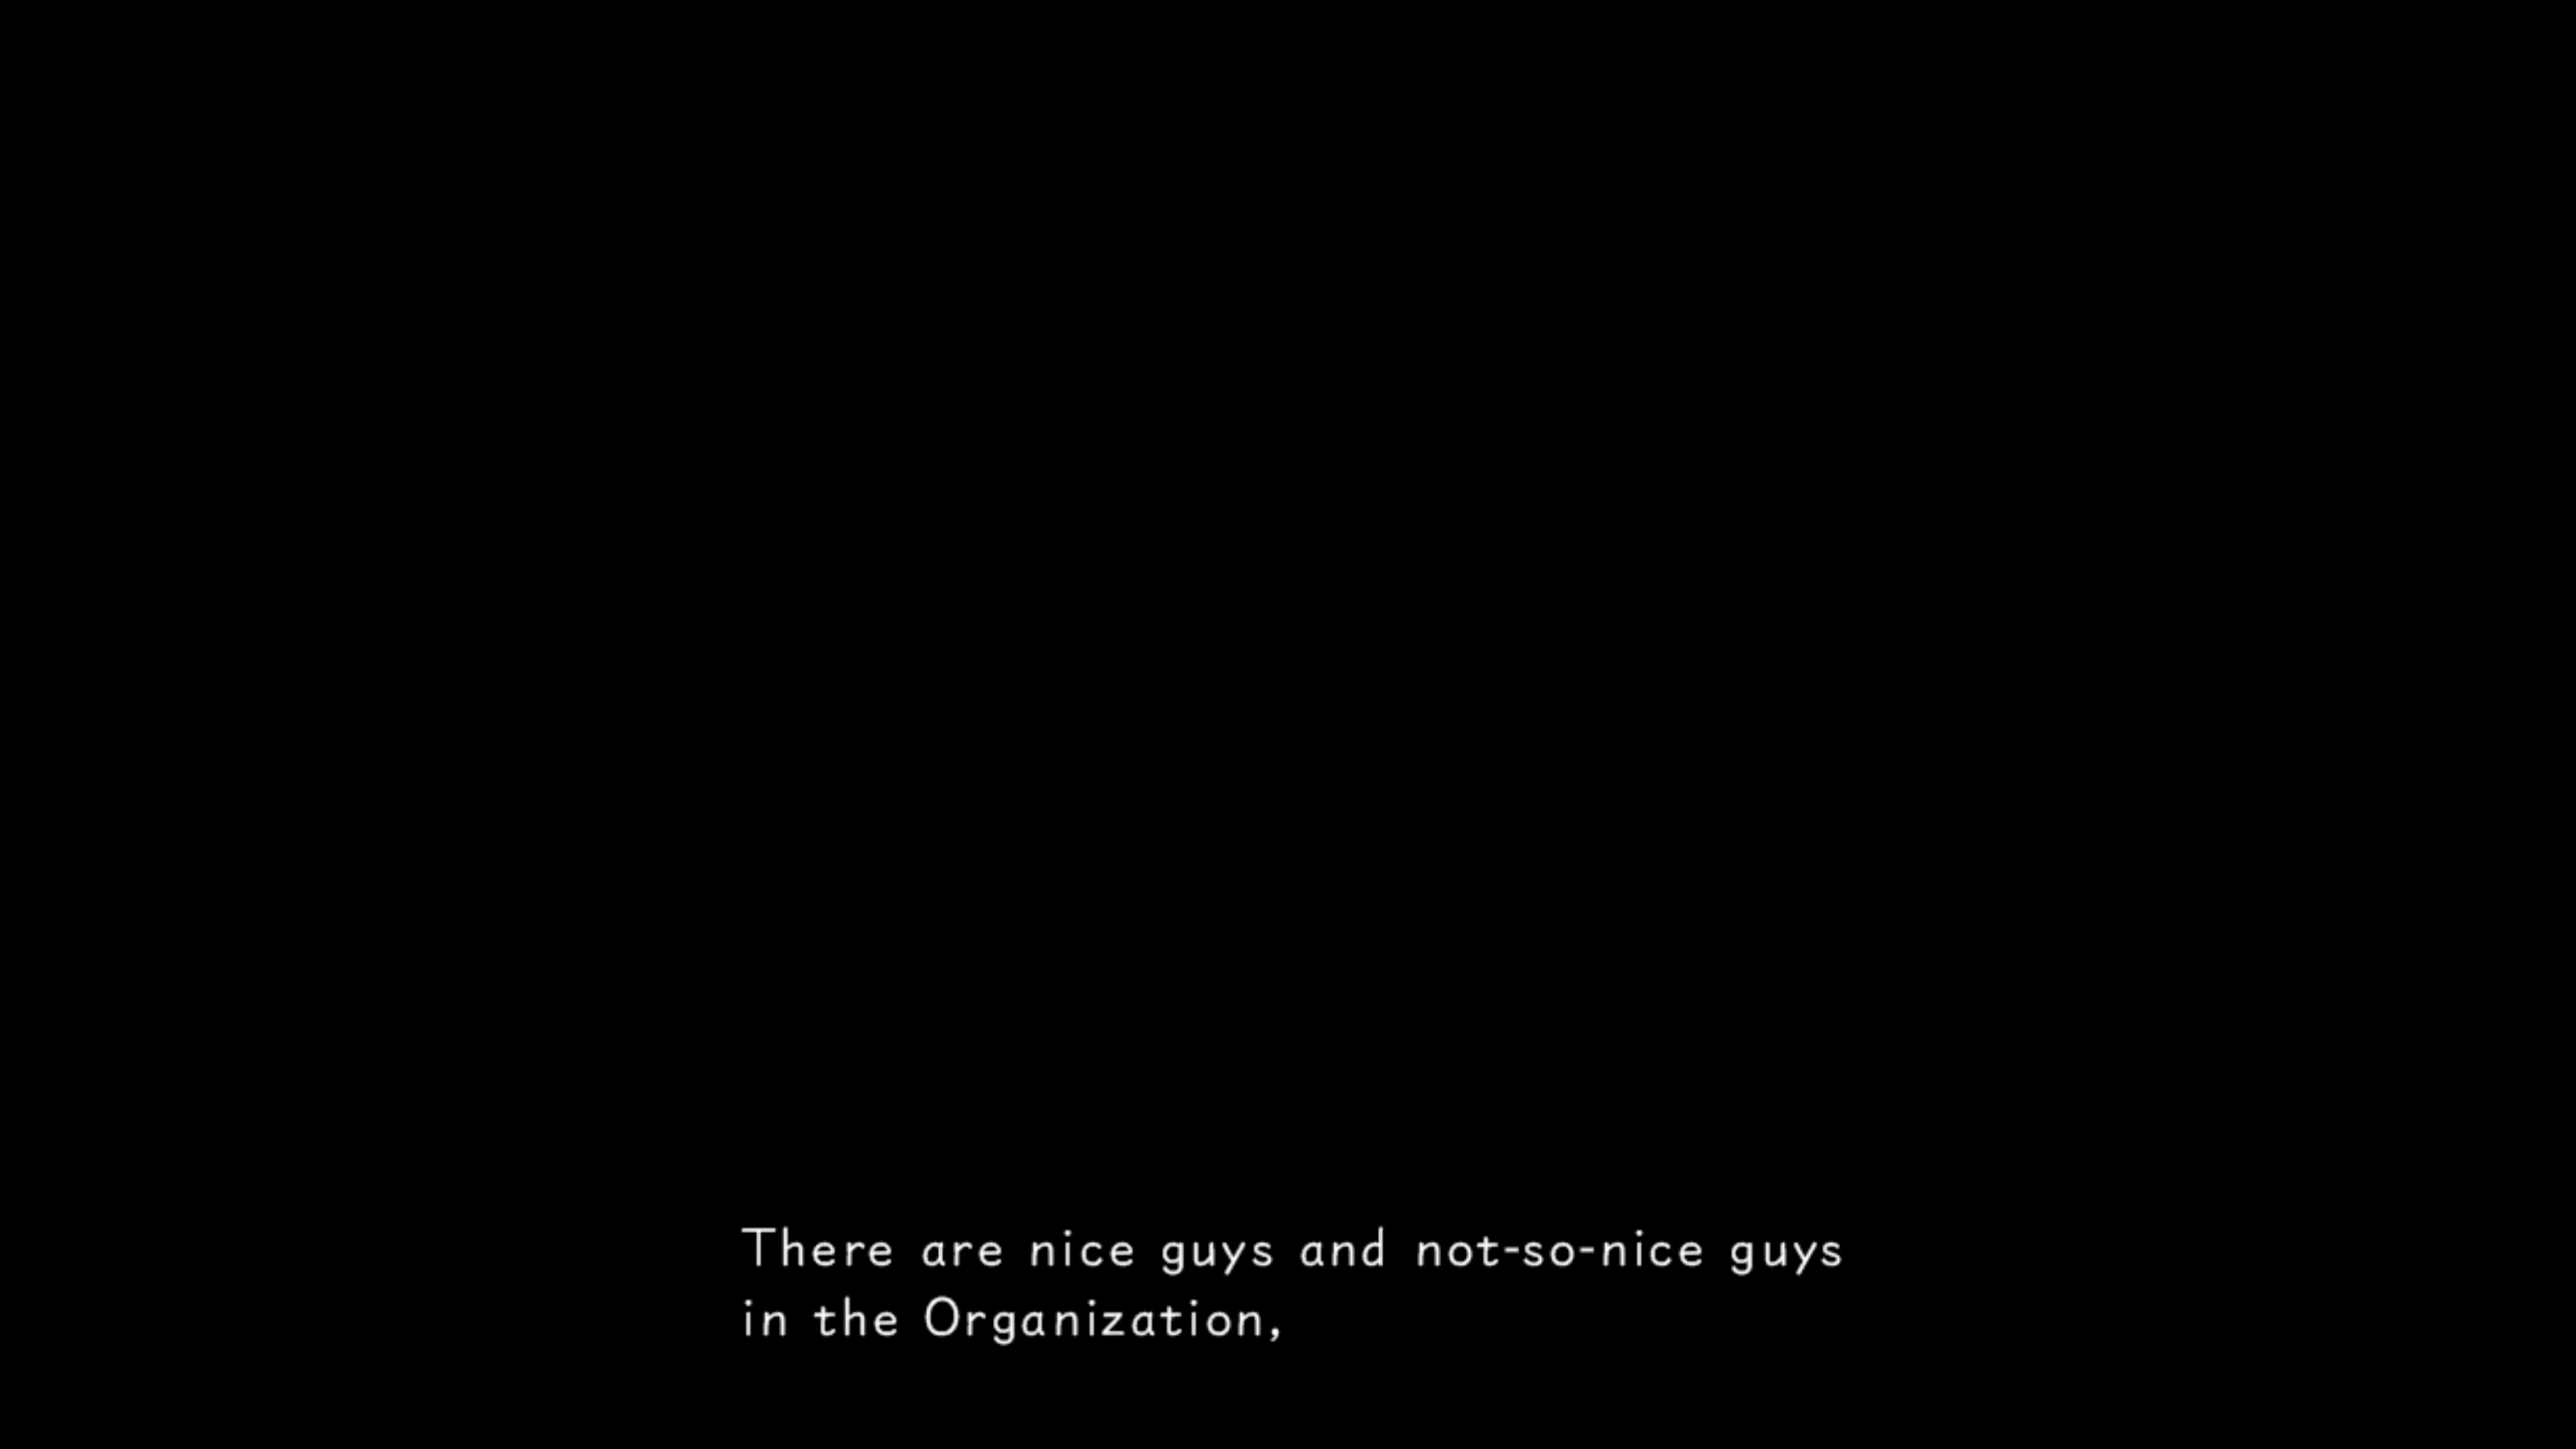 There are nice guys and not-so-nice guys
in the Organization,